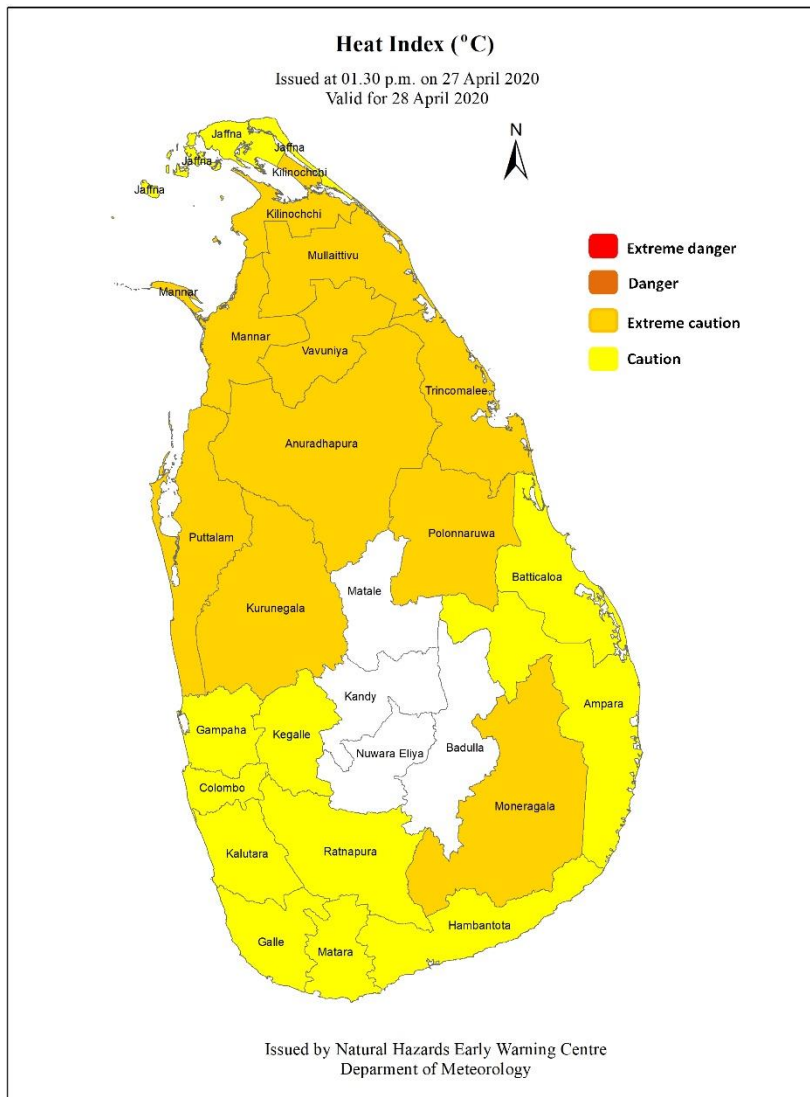 Heat Index (°C)
Issued at 01.30 p.m. on 27 April 2020
Valid for 28 April 2020
N
Jaffna
Jaffna
Jaffna
Kilinochchi
Jaffna
Kilinochchi
Mullaittivu
Extreme danger
Danger
Extreme caution
Caution
Mannar
Mannar
Vavuniya
Trincomalee
Anuradhapura
Puttalam
Polonnaruwa
Batticaloa
Matale
Kurunegala
Kandy
Ampara
Gampaha
Kegalle
Nuwara Eliya
Badulla
Colombo
Moneragala
Kalutara
Ratnapura
Hambantota
Galle
Matara
Issued by Natural Hazards Early Warning Centre
Deparment of Meteorology